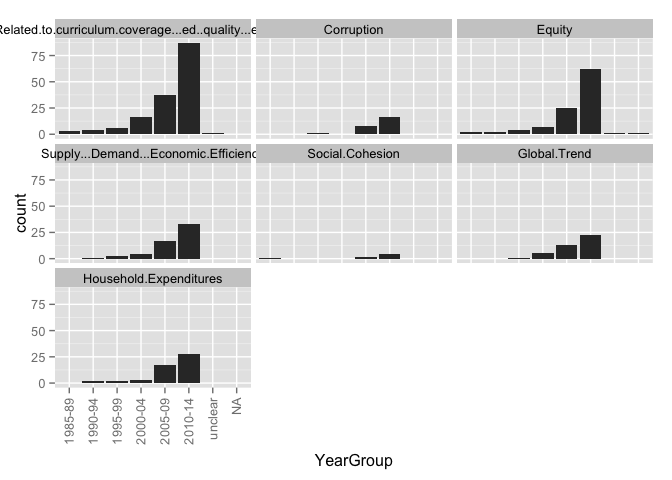 Related.to.curriculum.coverage...ed..quality...e
Corruption
Equity
75
50
25
0
Supply...Demand...Economic.Efficienc
Social.Cohesion
Global.Trend
75
50
25
0
count
Household.Expenditures
75
50
25
0
1985-89
1990-94
1995-99
2000-04
2005-09
2010-14
unclear
NA
YearGroup